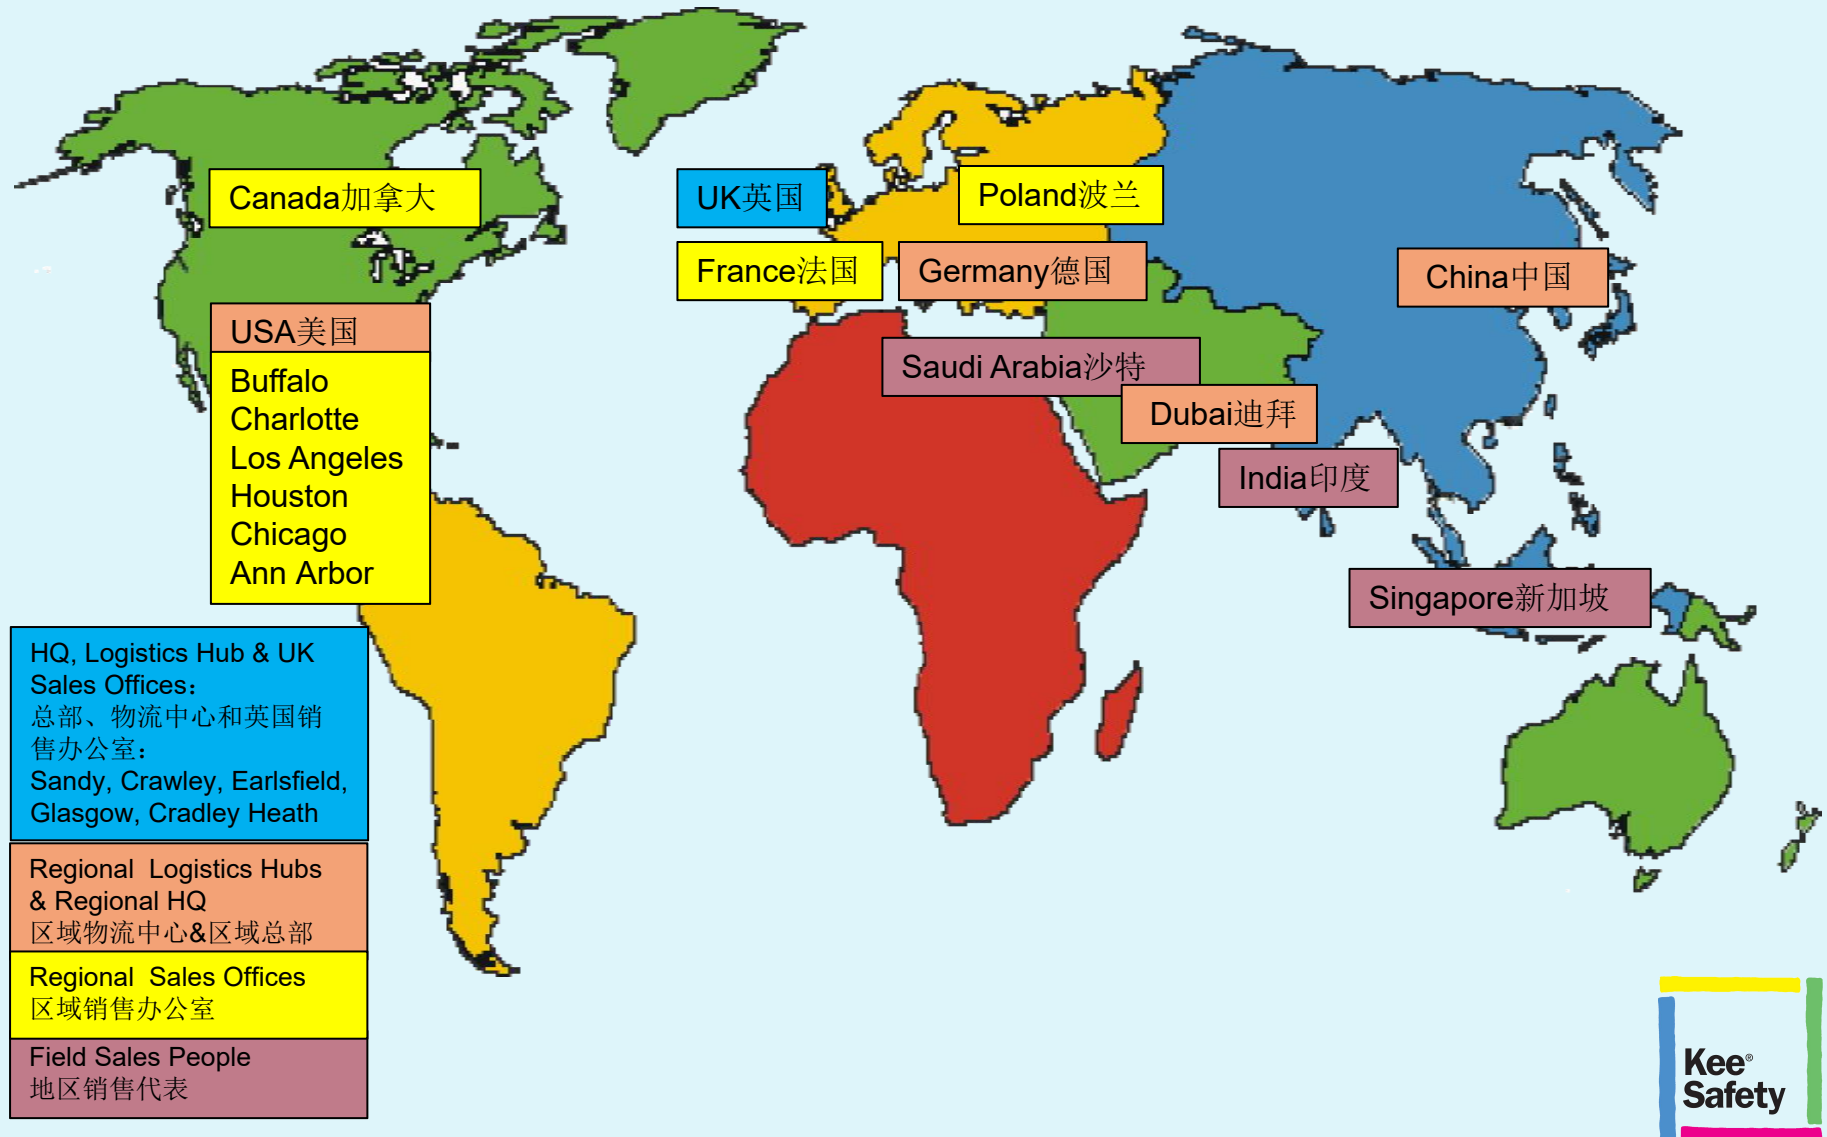 Canada加拿大
UK英国
Poland波兰
France法国
Germany德国
China中国
USA美国
Buffalo
Charlotte
Los Angeles
Houston
Chicago
Ann Arbor
Saudi Arabia沙特
Dubai迪拜
India印度
Singapore新加坡
HQ, Logistics Hub & UK
Sales Offices：
总部、物流中心和英国销
售办公室：
Sandy, Crawley, Earlsfield,
Glasgow, Cradley Heath
Regional Logistics Hubs
& Regional HQ
区域物流中心&区域总部
Regional Sales Offices
区域销售办公室
Field Sales People
地区销售代表
Kee®
Safety